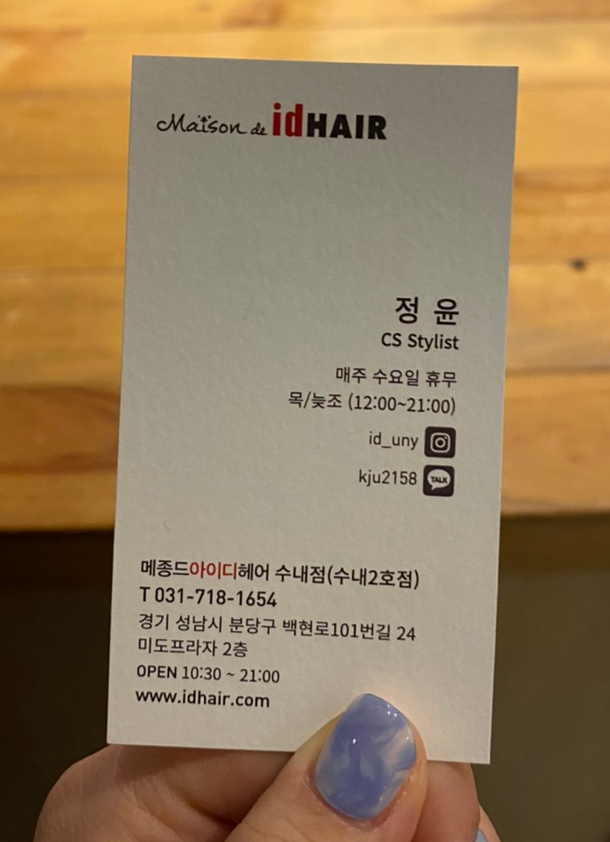 Maison de idHAIR
정 윤
CS Stylist
매주 수요일 휴무
목/늦조 (12:00~21:00)
id_uny
kju2158 TALK
메종드아이디헤어 수내점(수내2호점)
T 031-718-1654
경기 성남시 분당구 백현로101번길 24
미도프라자 2층
OPEN 10:30 ~ 21:00
www.idhair.com